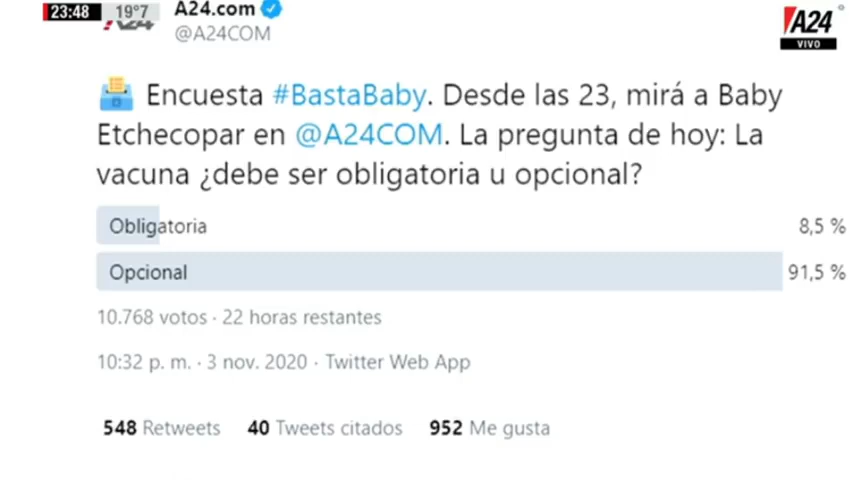 23:48 19°7 A24.com
A24 @A24COM
A24
VIVO
Encuesta #BastaBaby. Desde las 23, mirá a Baby
Etchecopar en @A24COM. La pregunta de hoy: La
vacuna ¿debe ser obligatoria u opcional?
Obligatoria 8,5 %
Opcional 91,5 %
10.768 votos · 22 horas restantes
10:32 p. m. · 3 nov. 2020 · Twitter Web App
548 Retweets 40 Tweets citados 952 Me gusta